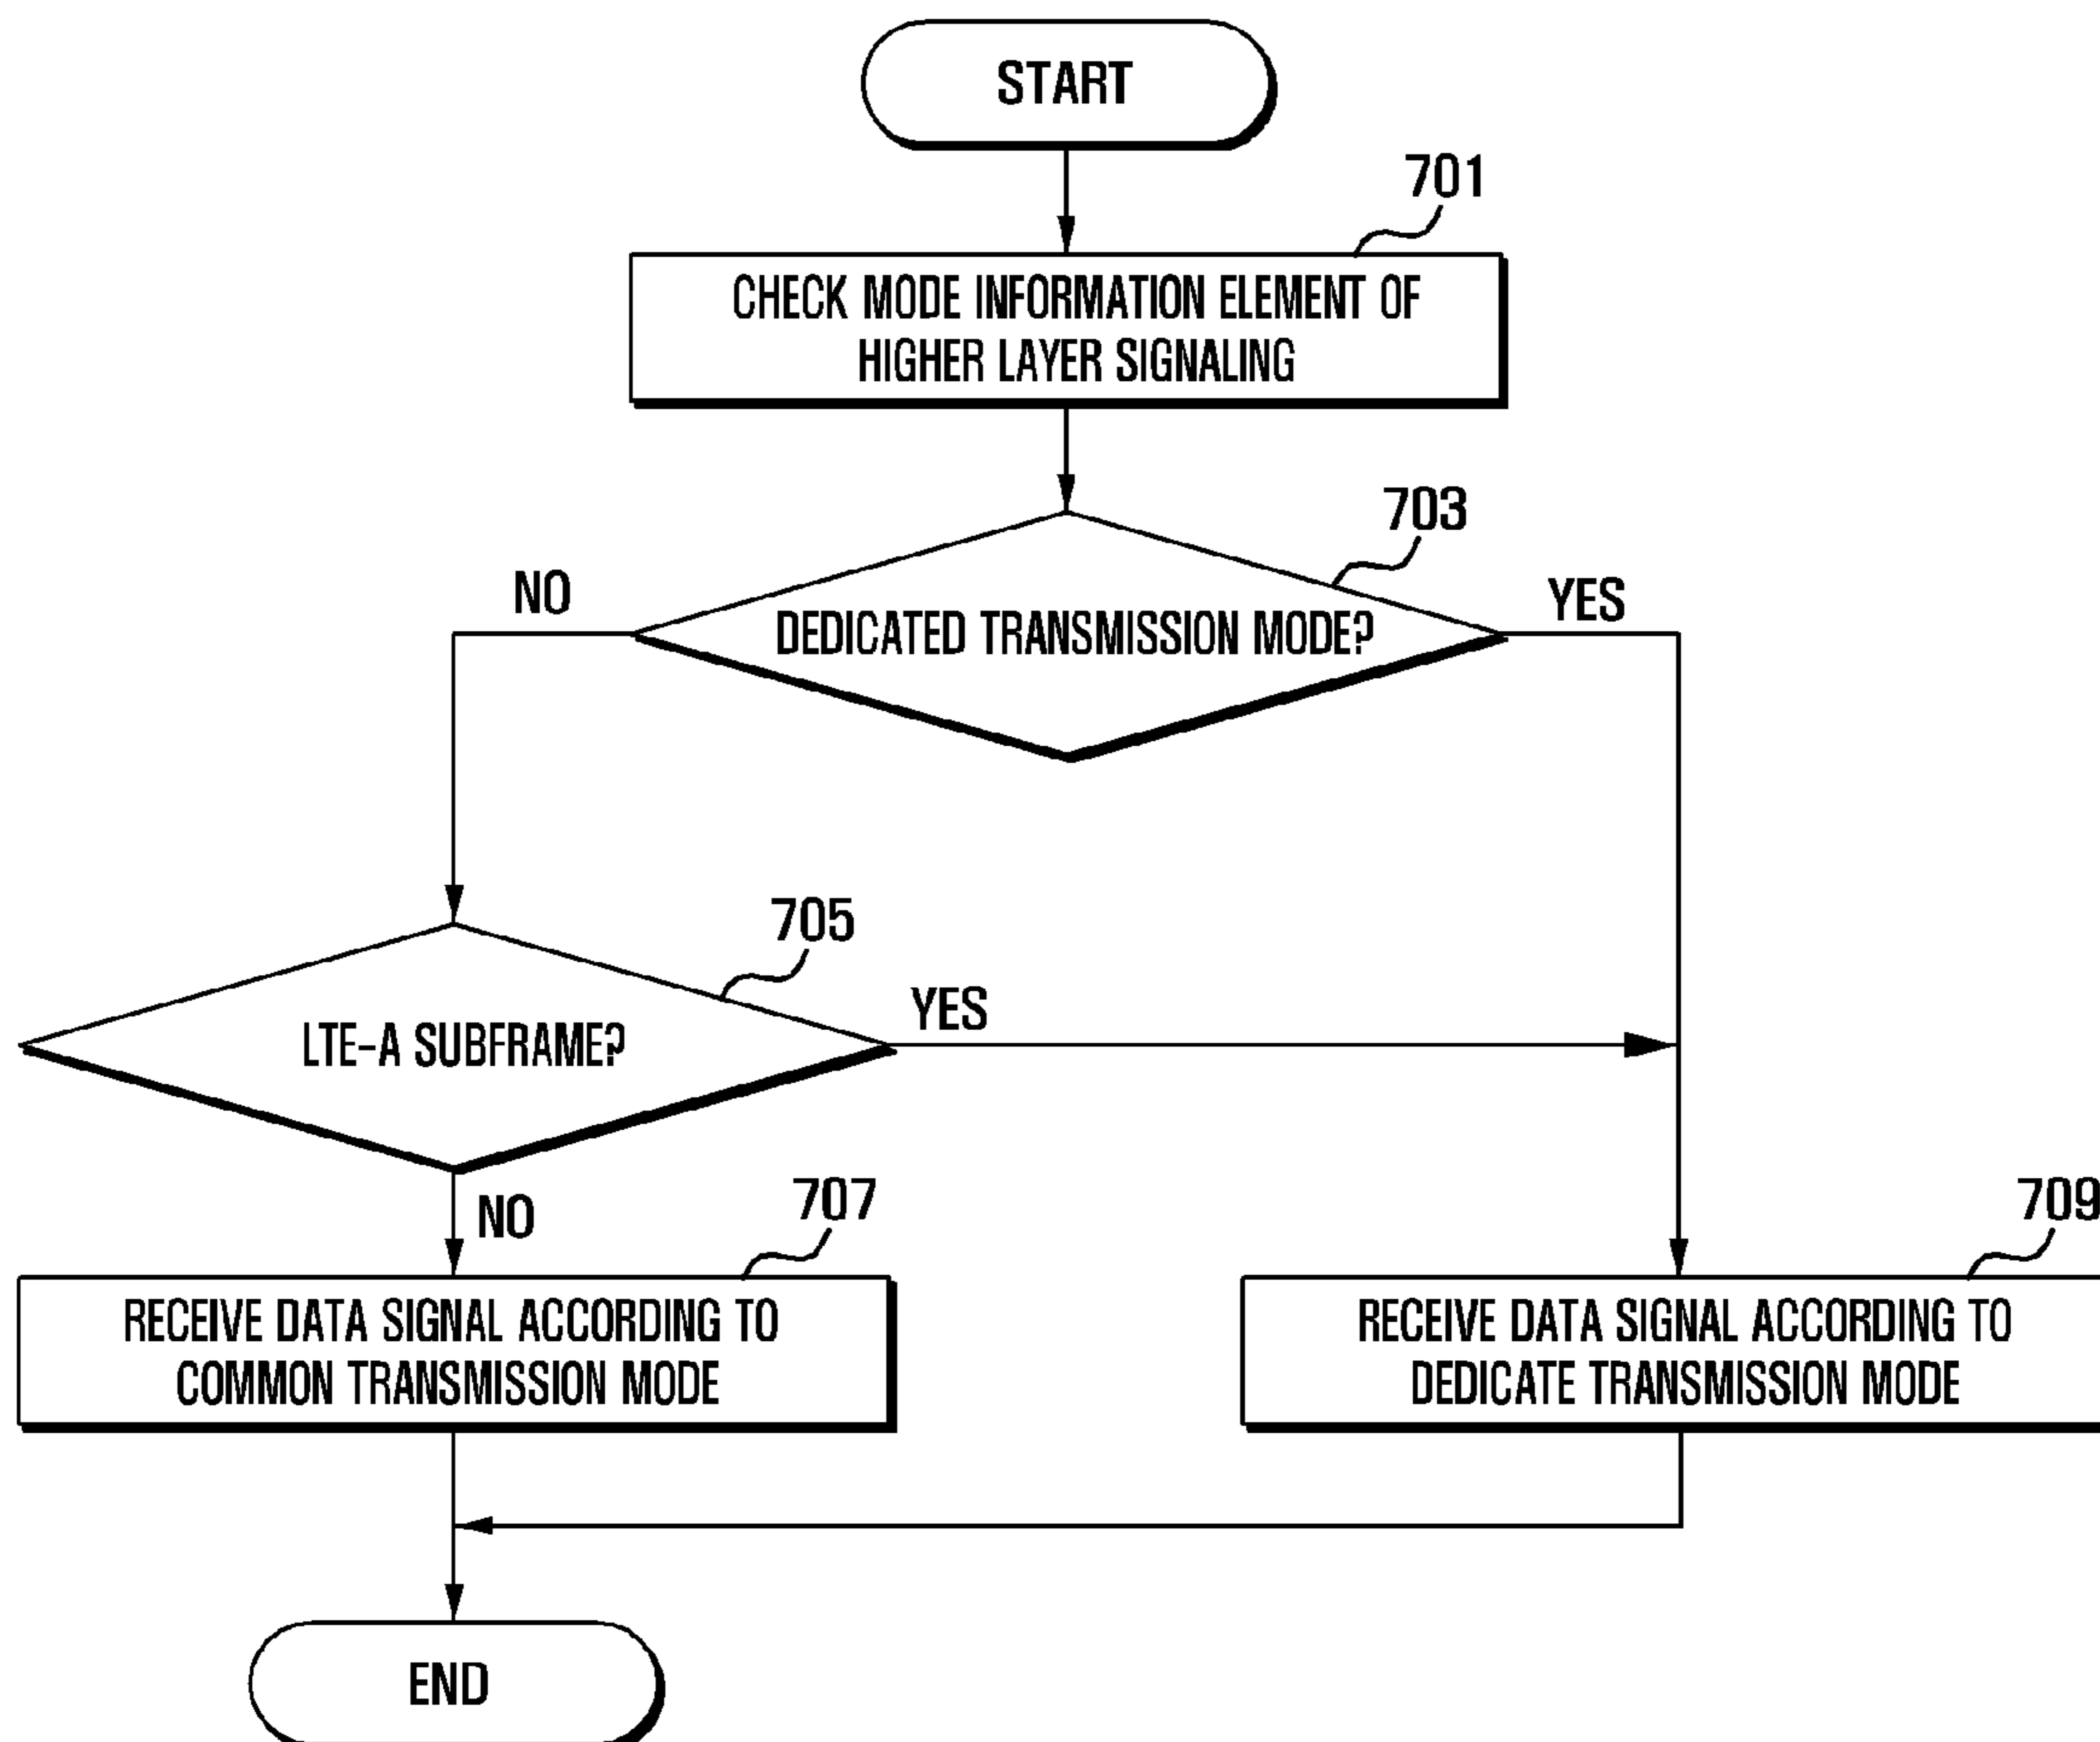 START
701
CHECK MODE INFORMATION ELEMENT OF
HIGHER LAYER SIGNALING
703
NO
YES
DEDICATED TRANSMISSION MODE?
705
YES
LTE-A SUBFRAME?
NO
707
709
RECEIVE DATA SIGNAL ACCORDING TO
COMMON TRANSMISSION MODE
RECEIVE DATA SIGNAL ACCORDING TO
DEDICATE TRANSMISSION MODE
END